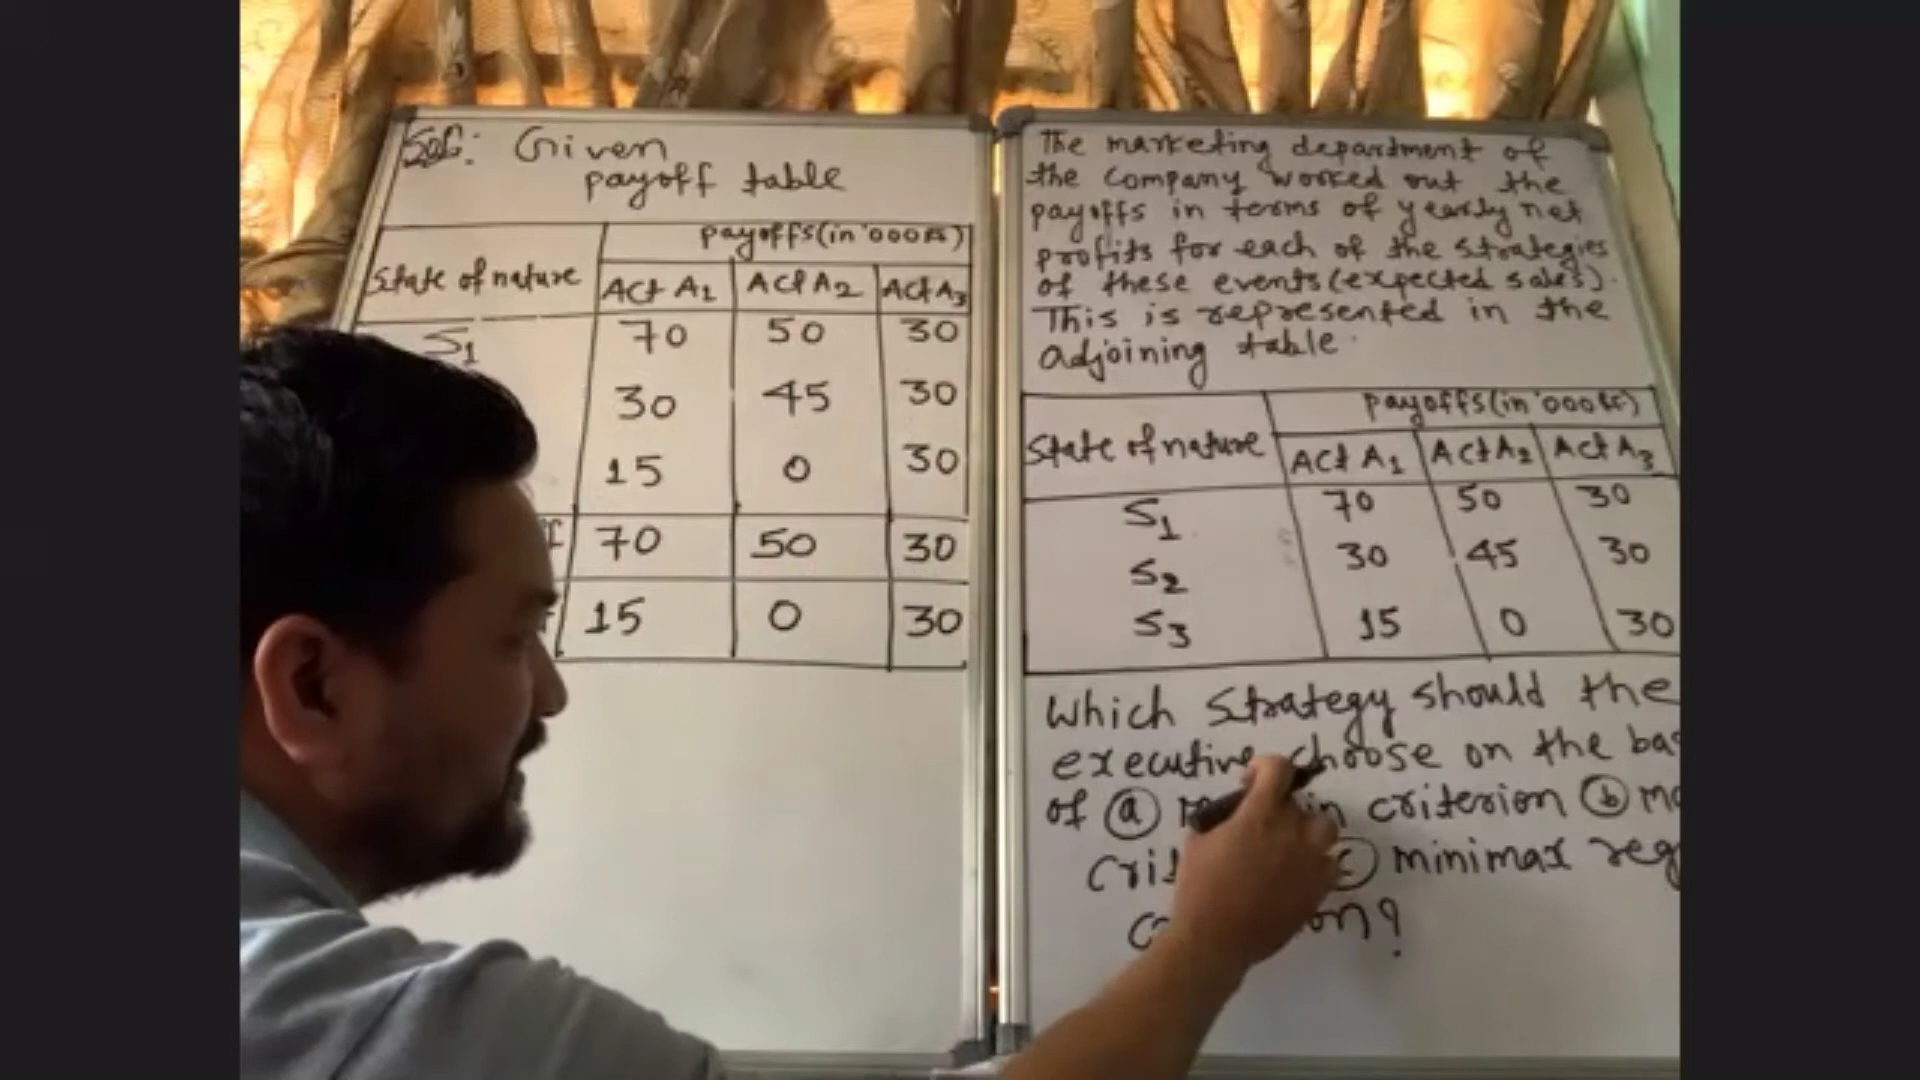 Sol: Given
payoff table
payoffs(in '000 Rs)
State of nature Act A1 Act A2 Act A3
S1 70 50 30
30 45 30
15 0 30
70 50 30
15 0 30
The marketing department of
the company worked out the
payoffs in terms of yearly net
profits for each of the strategies
of these events(expected sales).
This is represented in the
adjoining table.
payoffs(in '000 Rs)
State of nature Act A1 Act A2 Act A3
S1 70 50 30
S2 30 45 30
S3 15 0 30
Which strategy should the
executive choose on the
of (a) criterion (b)
(c) minimax